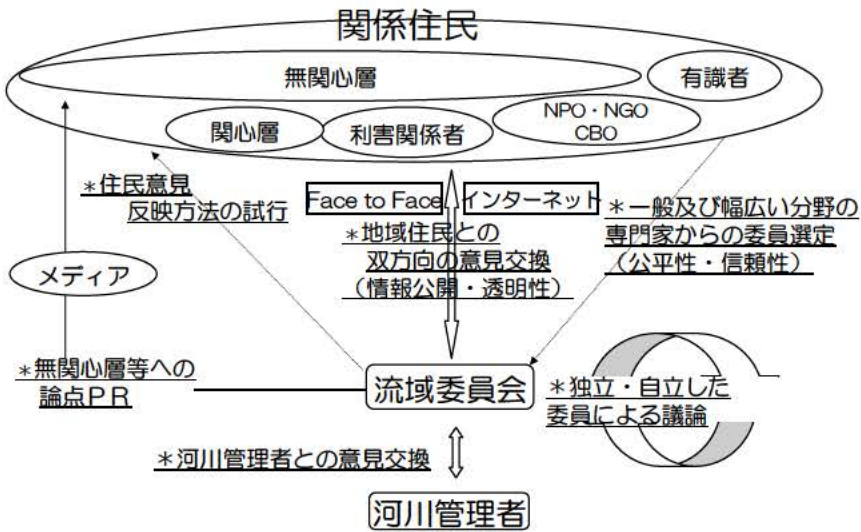 関係住民
無関心層
有識者
関心層
利害関係者
NPO・NGO
CBO
＊住民意見
反映方法の試行
Face to Face
インターネット
＊地域住民との
双方向の意見交換
（情報公開・透明性）
＊一般及び幅広い分野の
専門家からの委員選定
（公平性・信頼性）
メディア
＊無関心層等への
論点ＰＲ
流域委員会
＊独立・自立した
委員による議論
＊河川管理者との意見交換
河川管理者